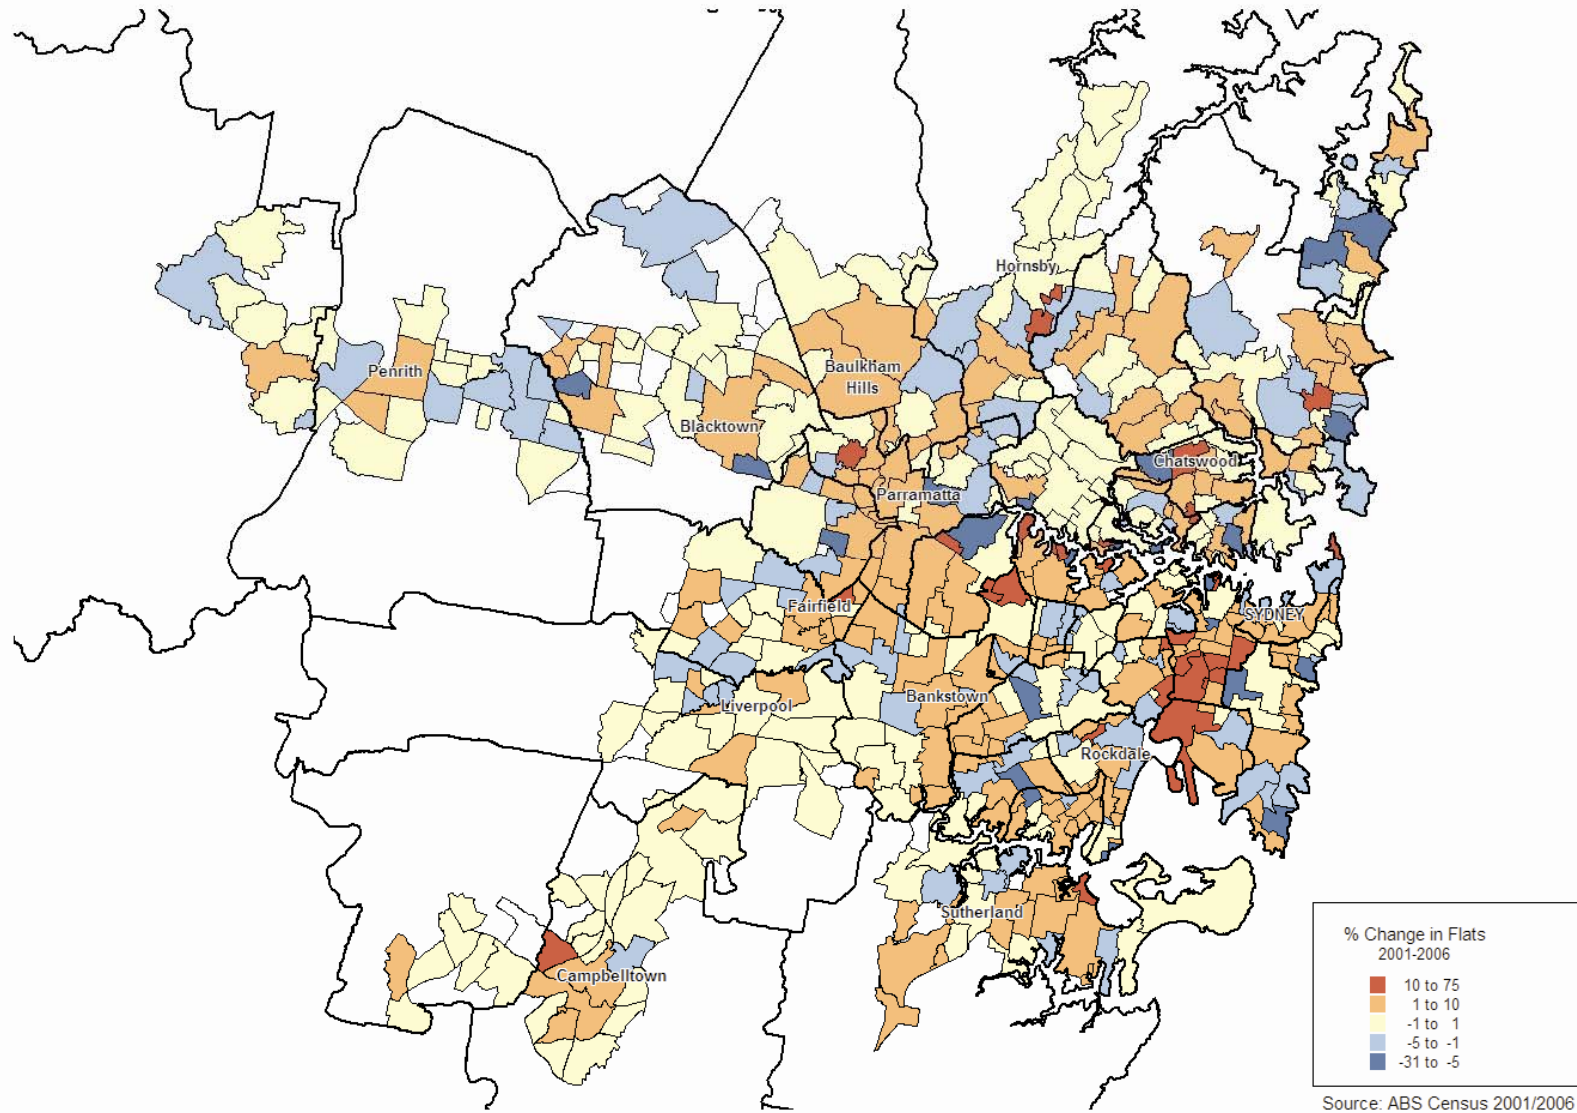 Hornsby
Penrith
Baulkham
Hills
Blacktown
Chatswood
Parramatta
Fairfield
SYDNEY
Bankstown
Liverpool
Rockdale
Sutherland
Campbelltown
% Change in Flats
2001-2006
10 to 75
1 to 10
-1 to 1
-5 to -1
-31 to -5
Source: ABS Census 2001/2006